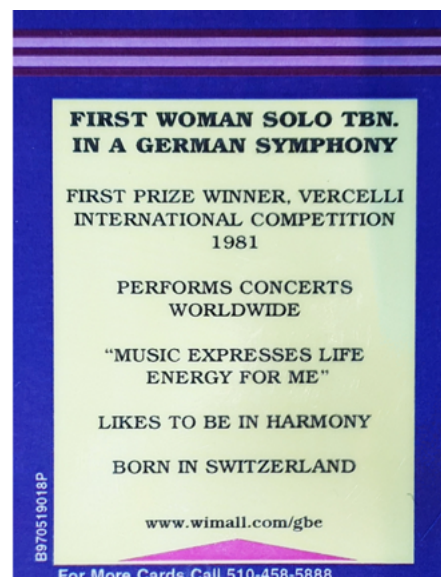 FIRST WOMAN SOLO TBN.
IN A GERMAN SYMPHONY
FIRST PRIZE WINNER, VERCELLI
INTERNATIONAL COMPETITION
1981
PERFORMS CONCERTS
WORLDWIDE
"MUSIC EXPRESSES LIFE
ENERGY FOR ME"
LIKES TO BE IN HARMONY
BORN IN SWITZERLAND
www.wimall.com/gbe
B970519018P
For More Cards Call 510-458-5888